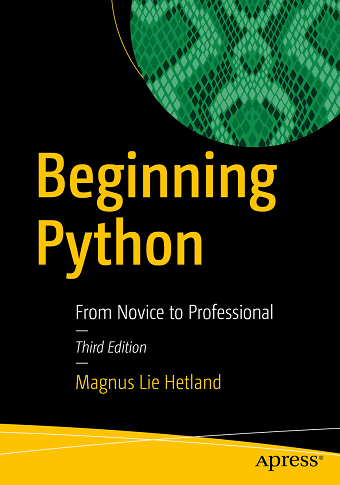 Beginning
Python
From Novice to Professional
—
Third Edition
—
Magnus Lie Hetland
Apress®